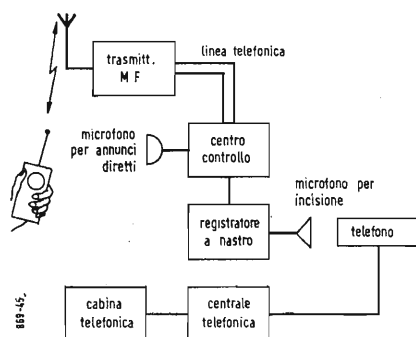 trasmitt.
M F
linea telefonica
microfono
per annunci
diretti
centro
controllo
microfono per
incisione
registratore
a nastro
telefono
cabina
telefonica
centrale
telefonica
869-45_